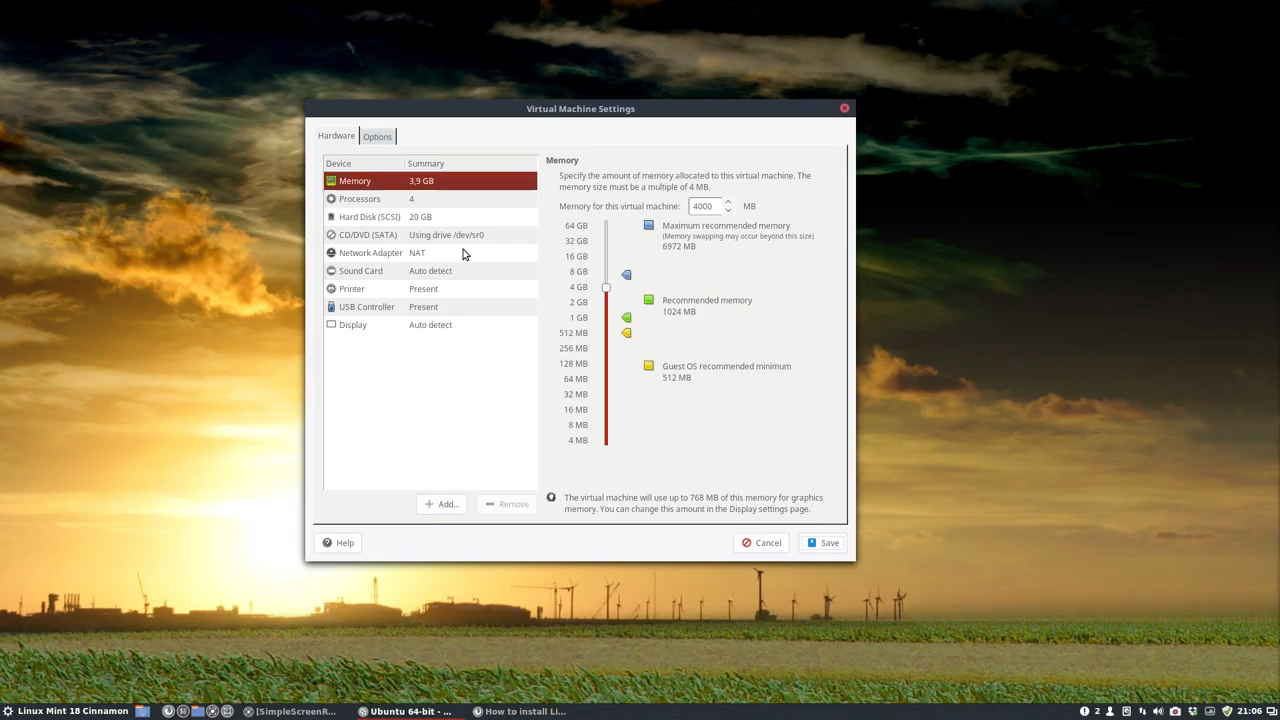 Virtual Machine Settings
Hardware
Options
Device Summary
Memory 3,9 GB
Processors 4
Hard Disk (SCSI) 20 GB
CD/DVD (SATA) Using drive /dev/sr0
Network Adapter NAT
Sound Card Auto detect
Printer Present
USB Controller Present
Display Auto detect
Add...
Remove
Memory
Specify the amount of memory allocated to this virtual machine. The
memory size must be a multiple of 4 MB.
Memory for this virtual machine: 4000 MB
64 GB
32 GB
16 GB
8 GB
4 GB
2 GB
1 GB
512 MB
256 MB
128 MB
64 MB
32 MB
16 MB
8 MB
4 MB
Maximum recommended memory
(Memory swapping may occur beyond this size)
6972 MB
Recommended memory
1024 MB
Guest OS recommended minimum
512 MB
The virtual machine will use up to 768 MB of this memory for graphics
memory. You can change this amount in the Display settings page.
Help
Cancel
Save
Linux Mint 18 Cinnamon
[SimpleScreenR...
Ubuntu 64-bit - ...
How to install Li...
2
21:06